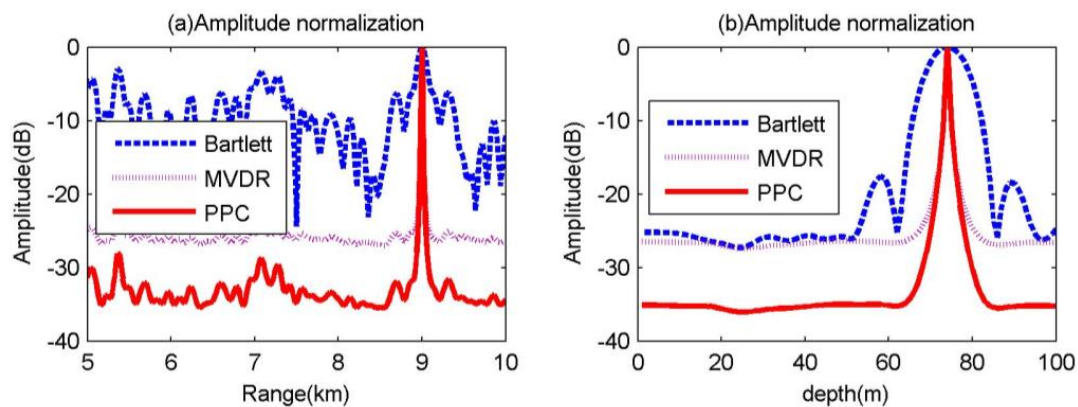 (a)Amplitude normalization
Amplitude(dB)
0
-10
-20
-30
-40
Bartlett
MVDR
PPC
5 6 7 8 9 10
Range(km)
(b)Amplitude normalization
Amplitude(dB)
0
-10
-20
-30
-40
Bartlett
MVDR
PPC
0 20 40 60 80 100
depth(m)